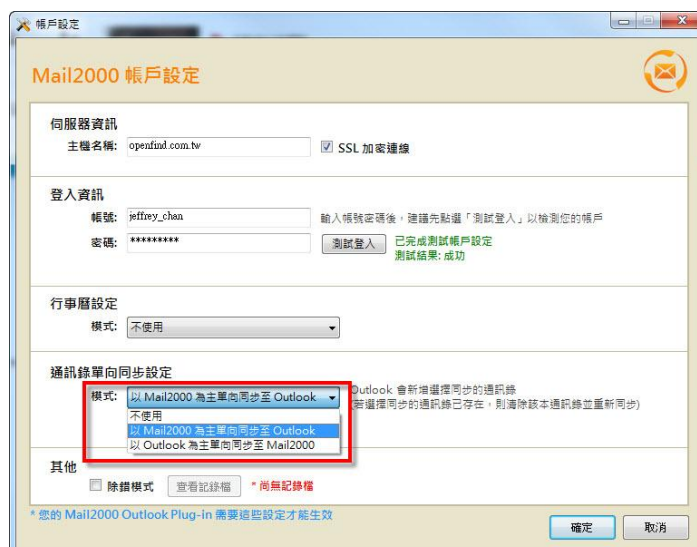 帳戶設定
Mail2000 帳戶設定
伺服器資訊
主機名稱: openfind.com.tw SSL 加密連線
登入資訊
帳號: jeffrey_chan 輸入帳號密碼後，建議先點選「測試登入」以檢測您的帳戶
密碼: ********* 測試登入 已完成測試帳戶設定
測試結果: 成功
行事曆設定
模式: 不使用
通訊錄單向同步設定
模式: 以 Mail2000 為主單向同步至 Outlook Outlook 會新增選擇同步的通訊錄
(若選擇同步的通訊錄已存在，則清除該本通訊錄並重新同步)
不使用
以 Mail2000 為主單向同步至 Outlook
以 Outlook 為主單向同步至 Mail2000
其他
除錯模式 查看記錄檔 * 尚無記錄檔
* 您的 Mail2000 Outlook Plug-in 需要這些設定才能生效
確定 取消